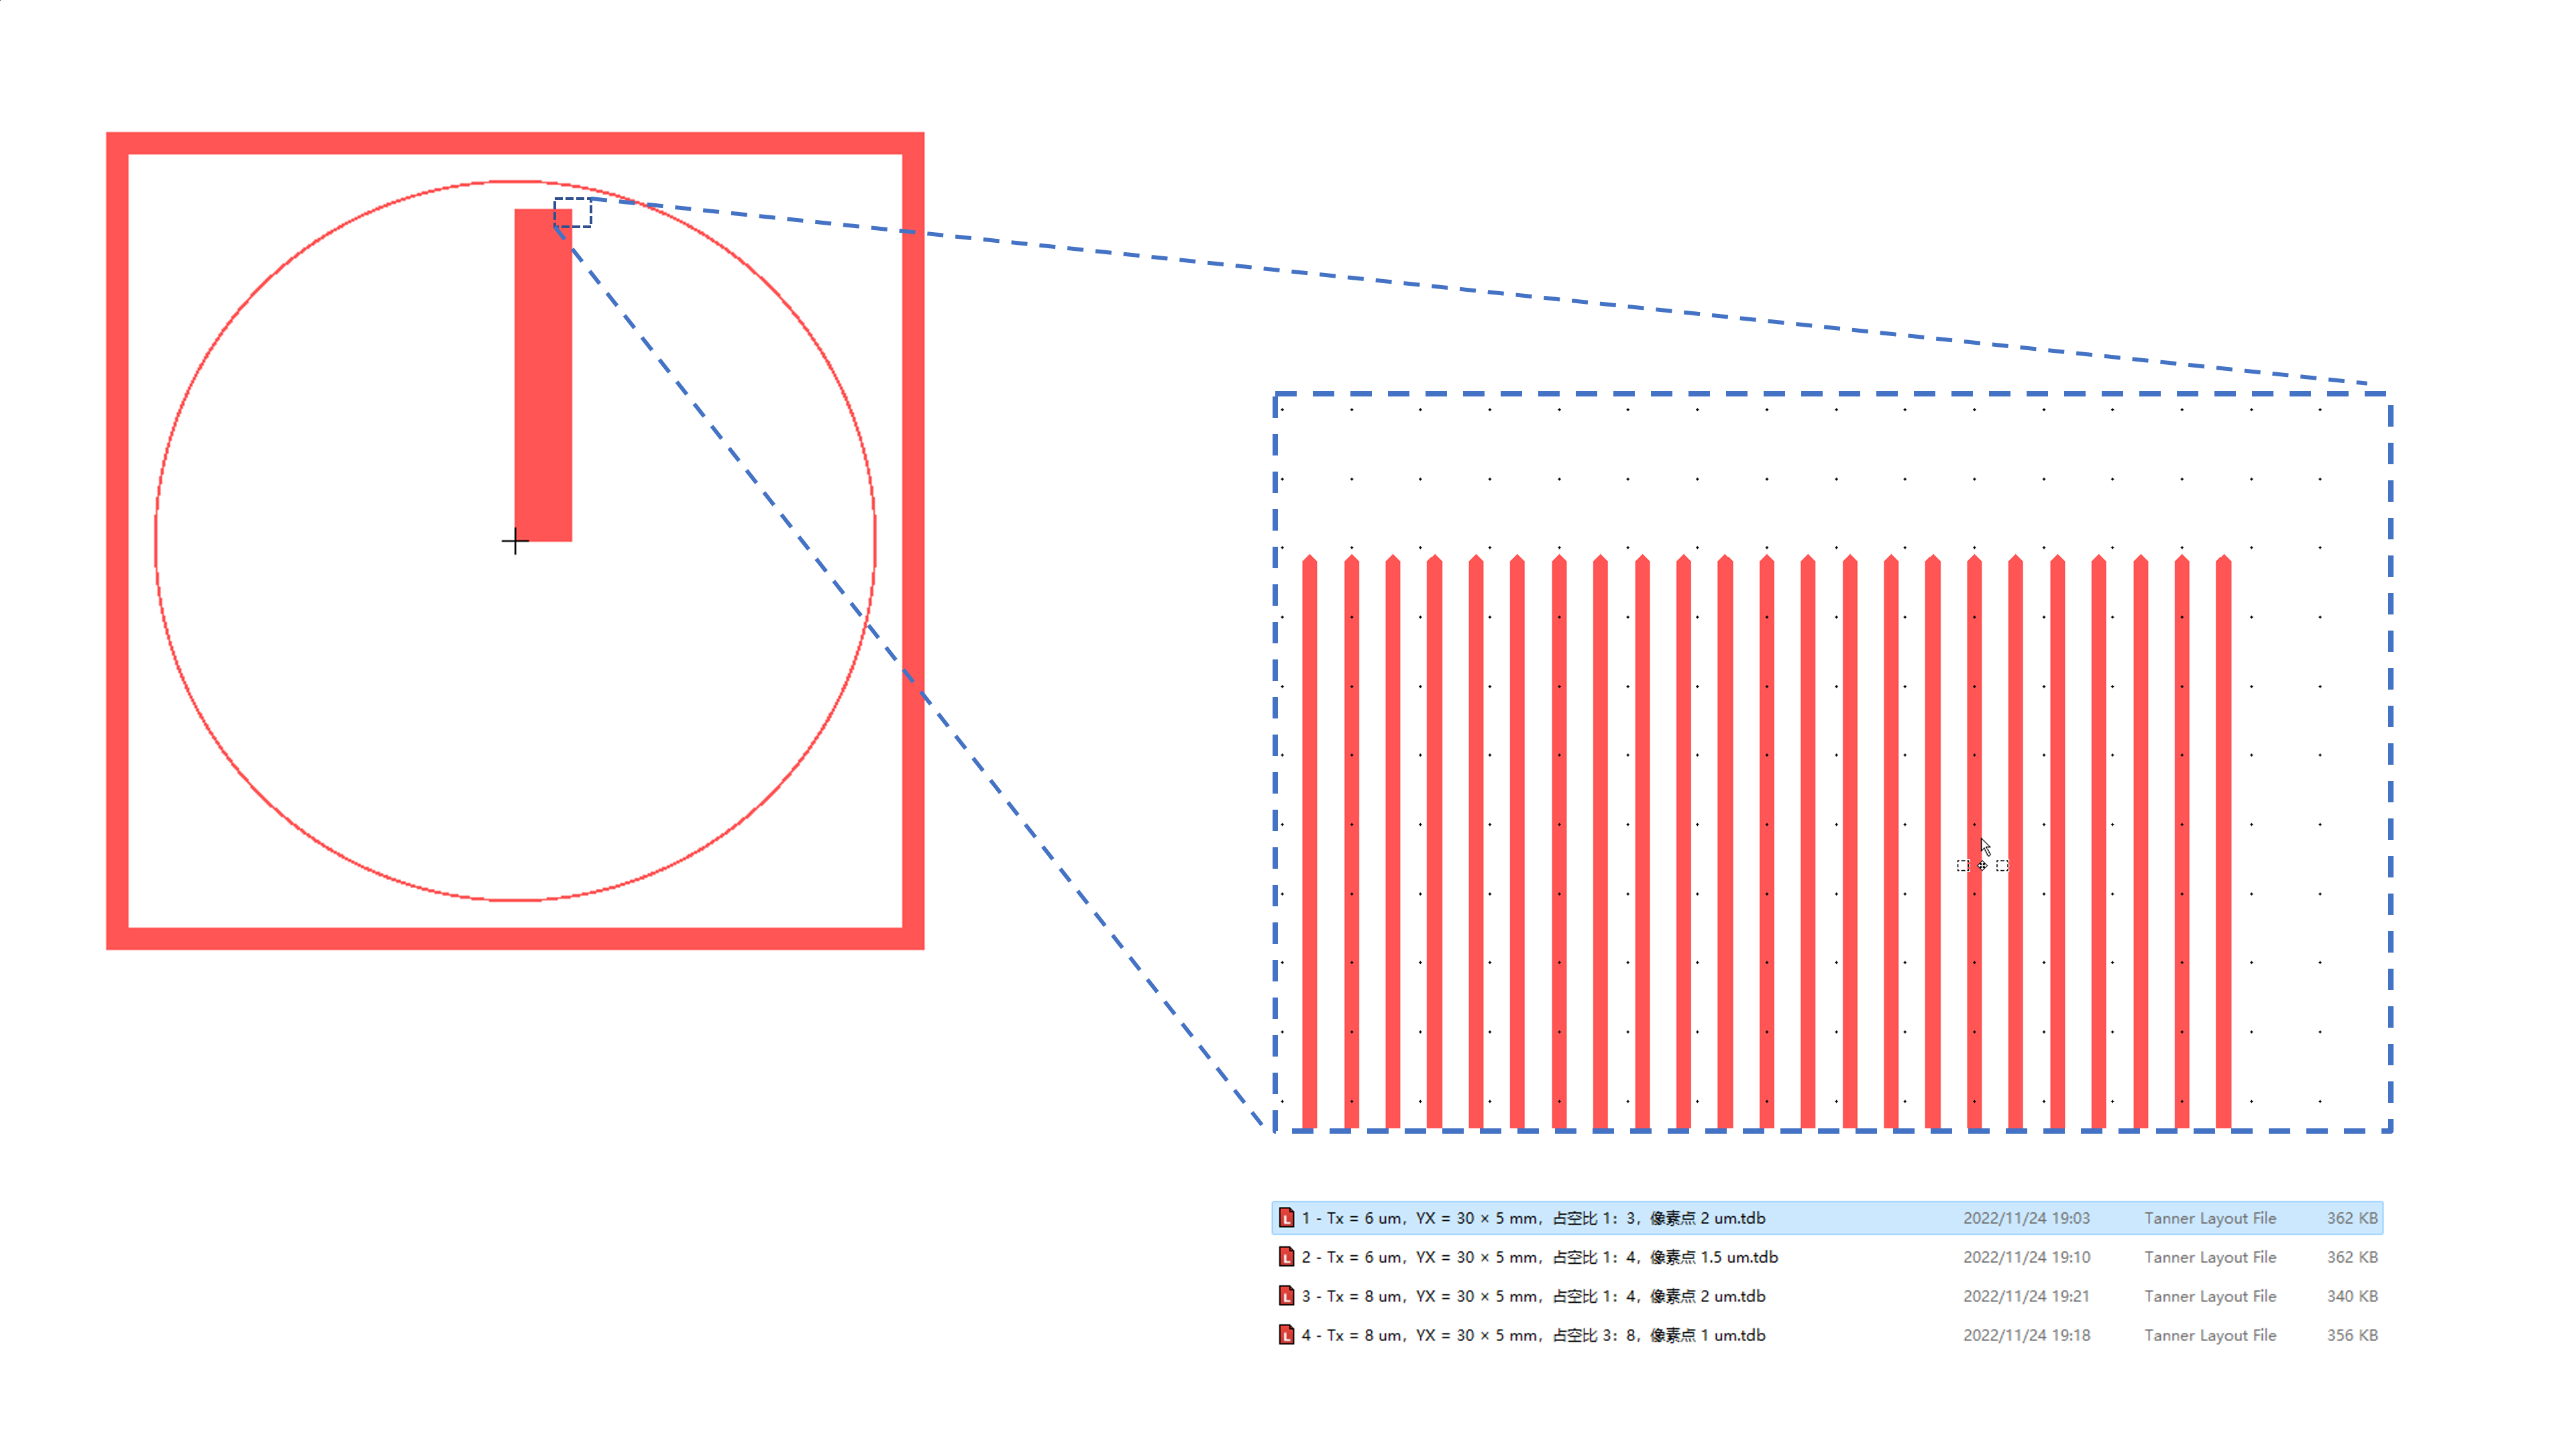 1 - Tx = 6 um，YX = 30 × 5 mm，占空比 1：3，像素点 2 um.tdb 2022/11/24 19:03 Tanner Layout File 362 KB
2 - Tx = 6 um，YX = 30 × 5 mm，占空比 1：4，像素点 1.5 um.tdb 2022/11/24 19:10 Tanner Layout File 362 KB
3 - Tx = 8 um，YX = 30 × 5 mm，占空比 1：4，像素点 2 um.tdb 2022/11/24 19:21 Tanner Layout File 340 KB
4 - Tx = 8 um，YX = 30 × 5 mm，占空比 3：8，像素点 1 um.tdb 2022/11/24 19:18 Tanner Layout File 356 KB